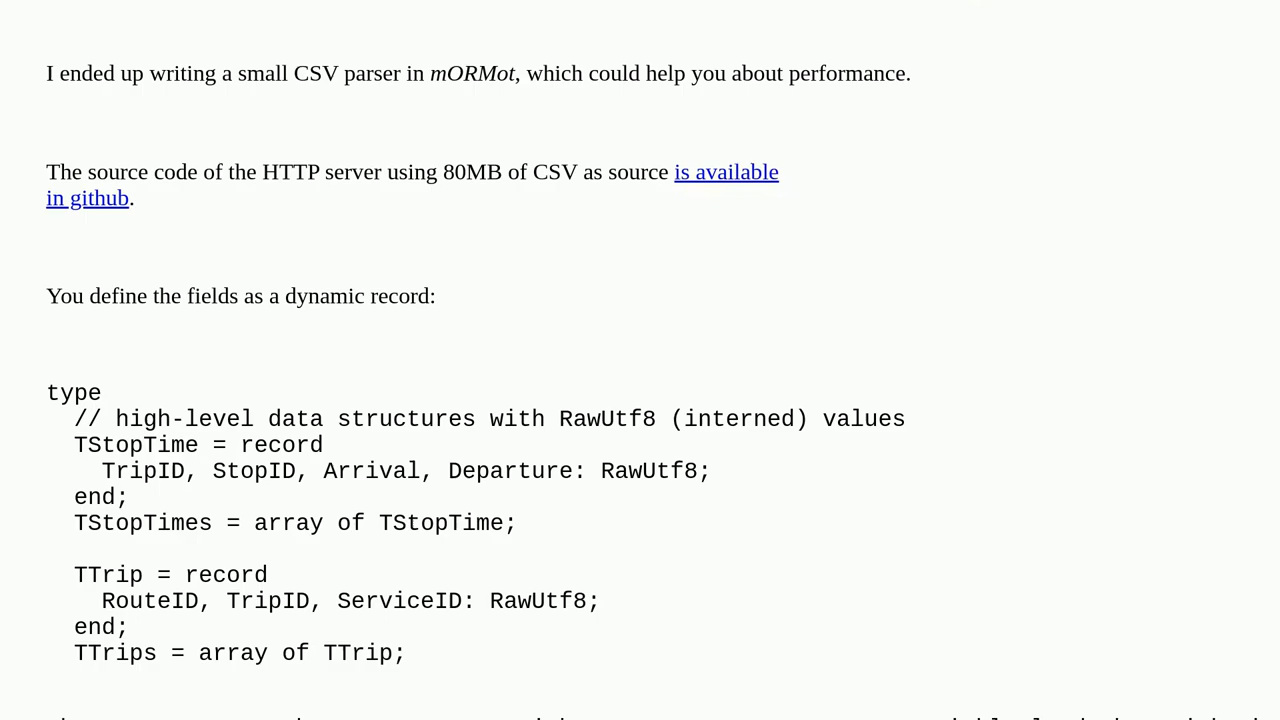 I ended up writing a small CSV parser in mORMot, which could help you about performance.
The source code of the HTTP server using 80MB of CSV as source is available
in github.
You define the fields as a dynamic record:
type
  // high-level data structures with RawUtf8 (interned) values
  TStopTime = record
    TripID, StopID, Arrival, Departure: RawUtf8;
  end;
  TStopTimes = array of TStopTime;
  TTrip = record
    RouteID, TripID, ServiceID: RawUtf8;
  end;
  TTrips = array of TTrip;